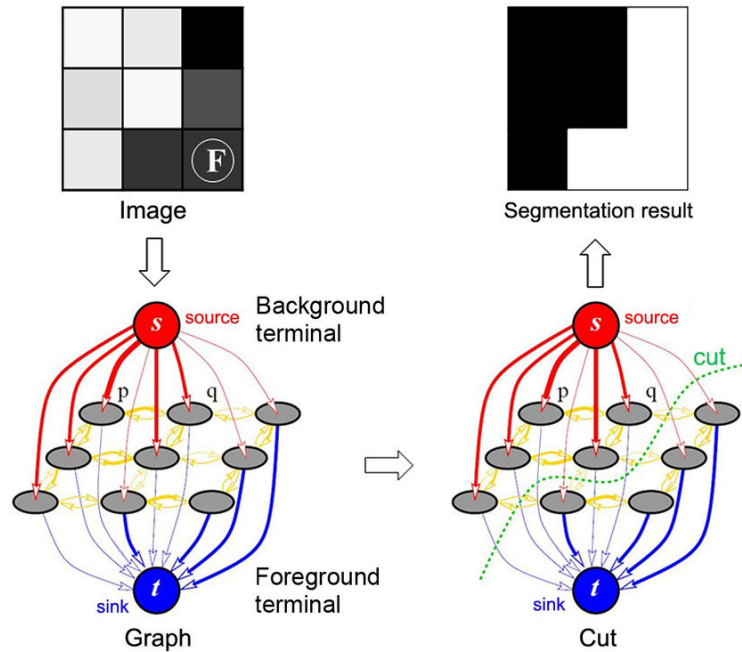 F
Image
Segmentation result
s
source
Background
terminal
p
q
t
sink
Foreground
terminal
Graph
s
source
cut
p
q
t
sink
Cut